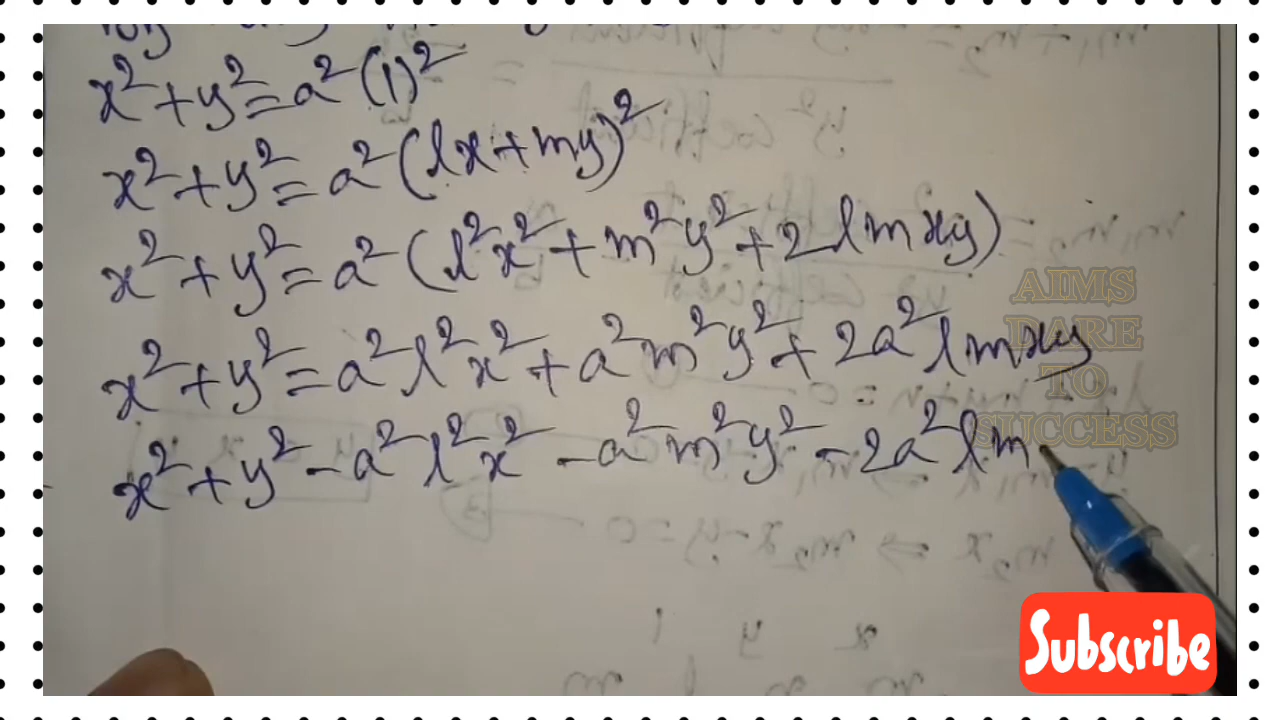 x²+y²=a²(1)²
x²+y²=a²(lx+my)²
x²+y²=a²(l²x²+m²y²+2lmxy)
x²+y²=a²l²x²+a²m²y²+2a²lmxy
x²+y²-a²l²x²-a²m²y²-2a²lm
AIMS
DARE
TO
SUCCESS
Subscribe